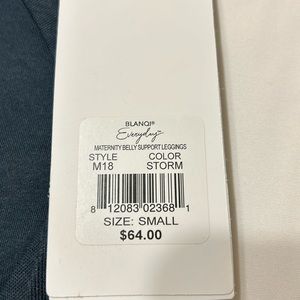 BLANQI®
Everyday™
MATERNITY BELLY SUPPORT LEGGINGS
STYLE COLOR
M18 STORM
8 12083 02368 1
SIZE: SMALL
$64.00